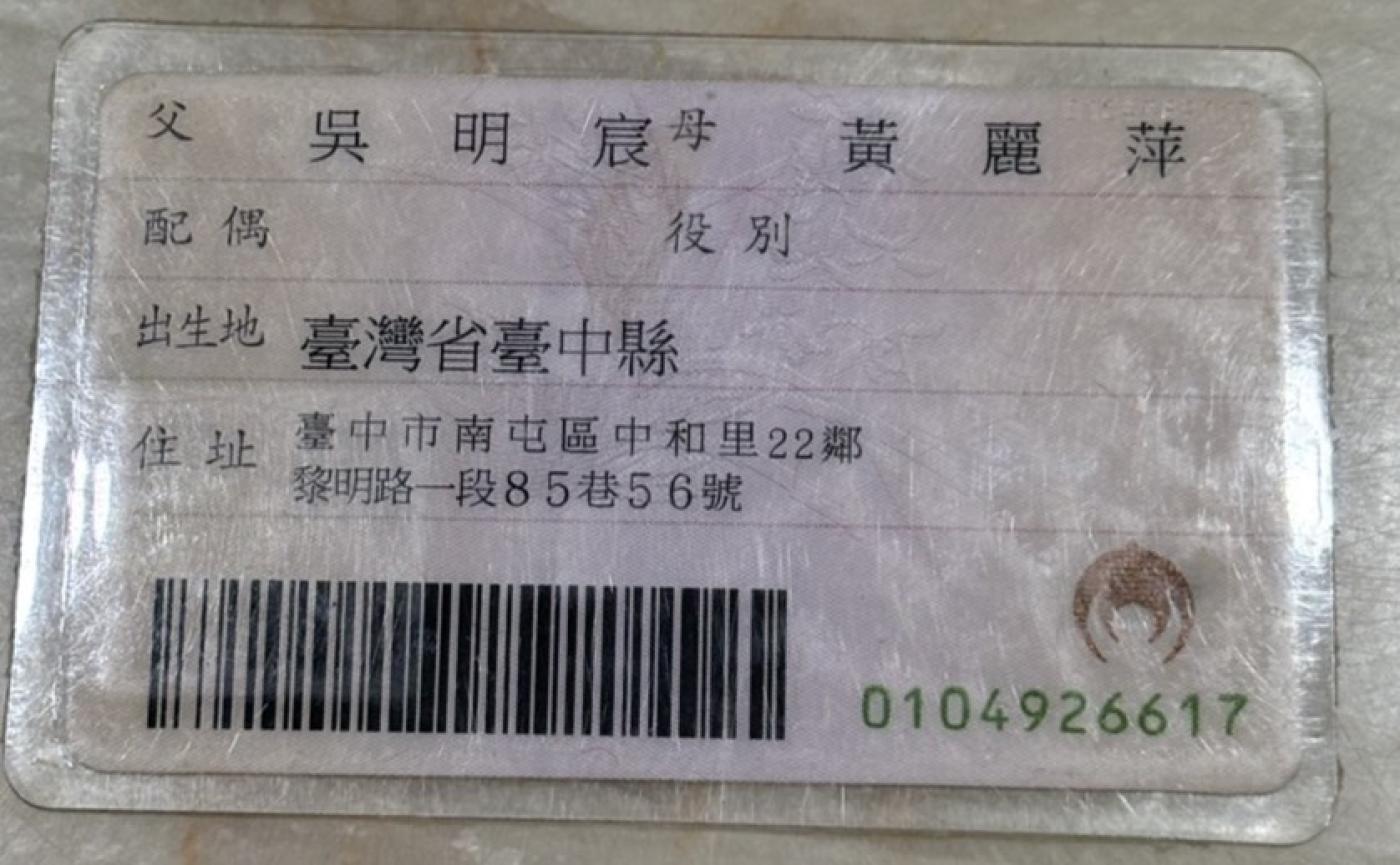 父 吳明宸 母 黃麗萍
配偶 役別
出生地 臺灣省臺中縣
住址 臺中市南屯區中和里22鄰
黎明路一段85巷56號
0104926617